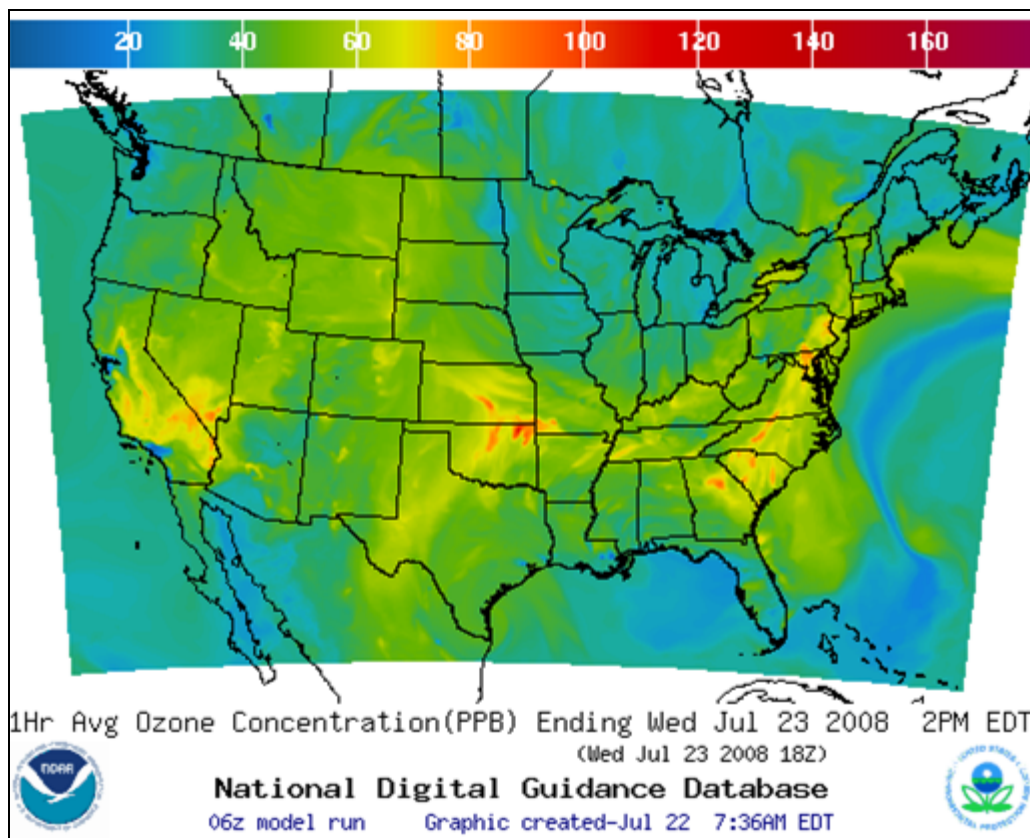 20 40 60 80 100 120 140 160
1Hr Avg Ozone Concentration(PPB) Ending Wed Jul 23 2008 2PM EDT
(Wed Jul 23 2008 18Z)
NOAA
National Digital Guidance Database
06z model run Graphic created-Jul 22 7:36AM EDT